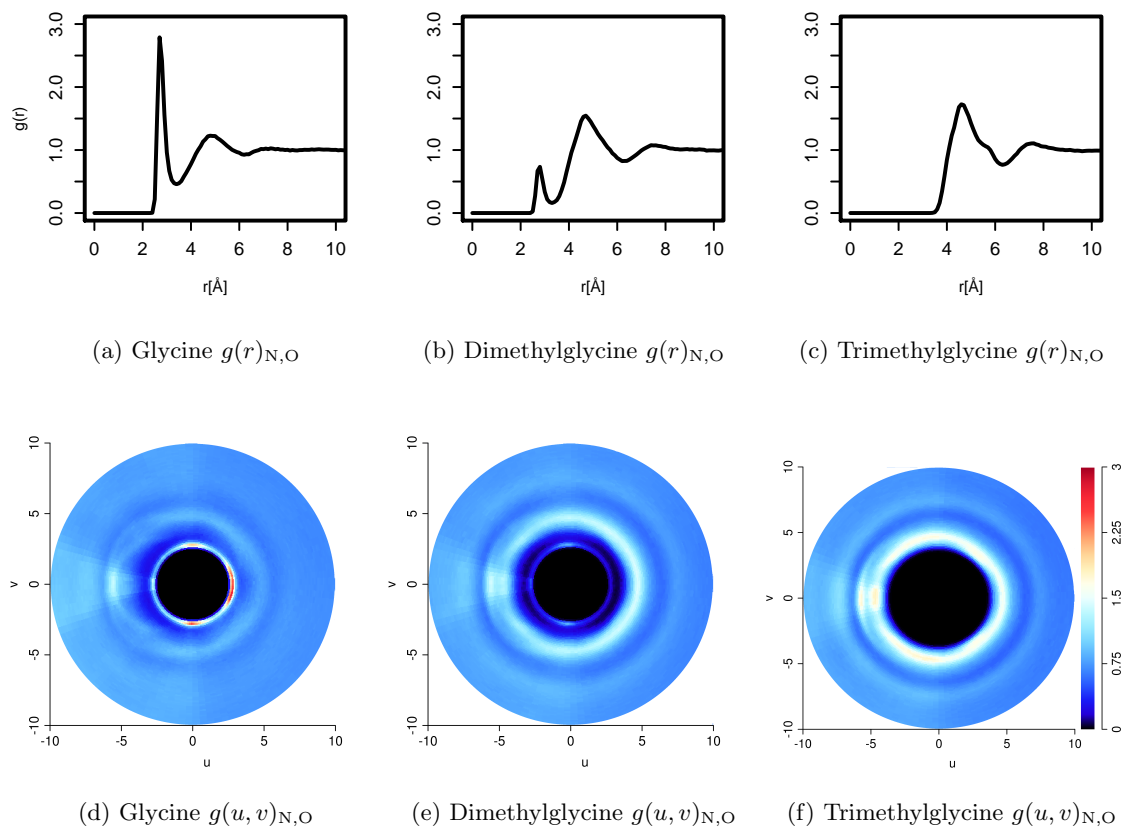 3.0
2.0
1.0
0.0
g(r)
0 2 4 6 8 10
r[Å]
3.0
2.0
1.0
0.0
0 2 4 6 8 10
r[Å]
3.0
2.0
1.0
0.0
0 2 4 6 8 10
r[Å]
(a) Glycine g(r)N,O
(b) Dimethylglycine g(r)N,O
(c) Trimethylglycine g(r)N,O
10
5
0
-5
-10
v
-10 -5 0 5 10
u
10
5
0
-5
-10
v
-10 -5 0 5 10
u
10
5
0
-5
-10
v
-10 -5 0 5 10
u
3
2.25
1.5
0.75
0
(d) Glycine g(u, v)N,O
(e) Dimethylglycine g(u, v)N,O
(f) Trimethylglycine g(u, v)N,O